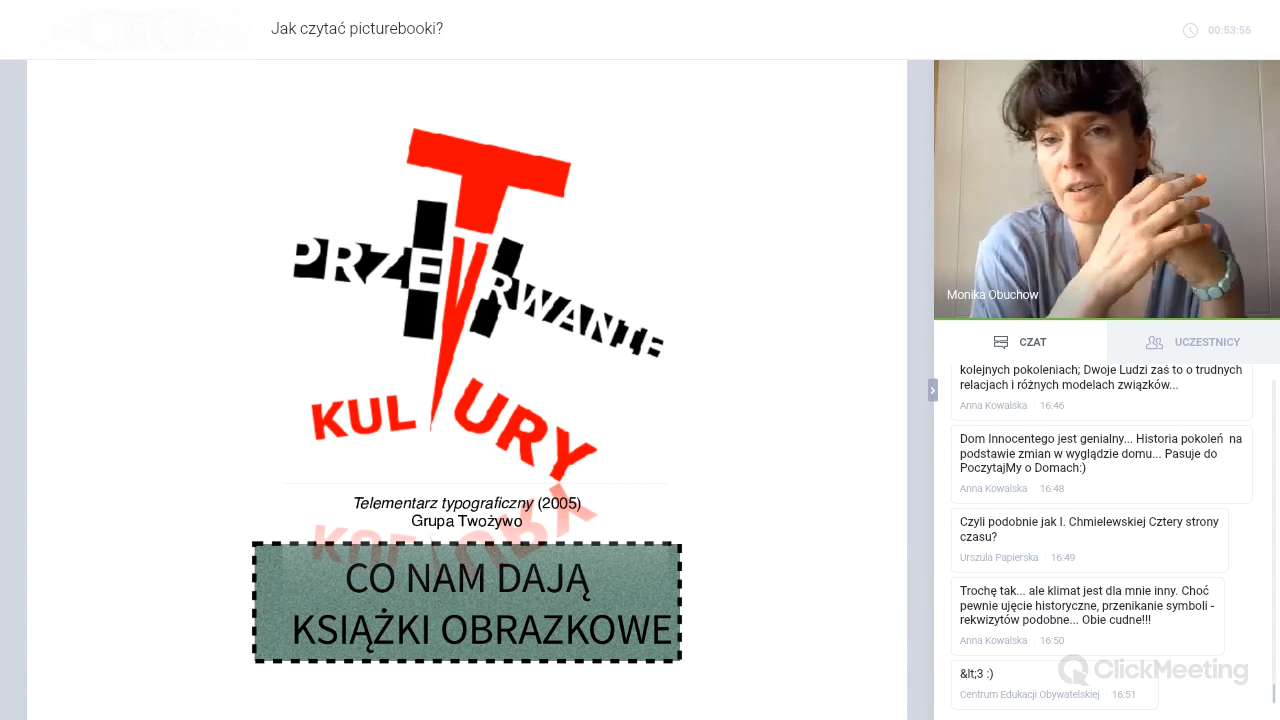 Jak czytać picturebooki?
00:53:55
PRZETRWANIE
KULTURY
Telementarz typograficzny (2005)
Grupa Twożywo
CO NAM DAJĄ
KSIĄŻKI OBRAZKOWE
Monika Obuchow
CZAT
UCZESTNICY
kolejnych pokoleniach; Dwoje Ludzi zaś to o trudnych
relacjach i różnych modelach związków...
Anna Kowalska · 16:46
Dom Innocentego jest genialny... Historia pokoleń na
podstawie zmian w wyglądzie domu... Pasuje do
PoczytajMy o Domach:)
Anna Kowalska · 16:48
Czyli podobnie jak I. Chmielewskiej Cztery strony
czasu?
Urszula Papierska · 16:49
Trochę tak... ale klimat jest dla mnie inny. Choć
pewnie ujęcie historyczne, przenikanie symboli -
rekwizytów podobne... Obie cudne!!!
Anna Kowalska · 16:50
&lt;3 :)
Centrum Edukacji Obywatelskiej · 16:51
ClickMeeting